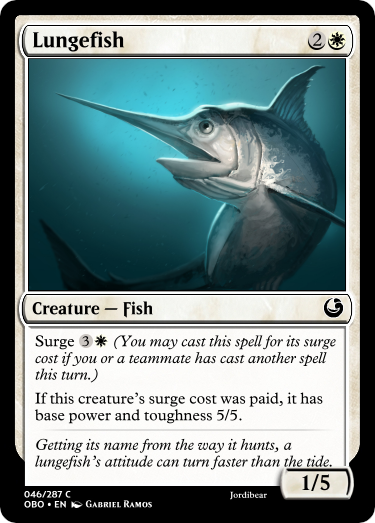 Lungefish 2
Creature — Fish
Surge 3 (You may cast this spell for its surge
cost if you or a teammate has cast another spell
this turn.)
If this creature's surge cost was paid, it has
base power and toughness 5/5.
Getting its name from the way it hunts, a
lungefish's attitude can turn faster than the tide.
1/5
046/287 C
OBO • EN Gabriel Ramos
Jordibear